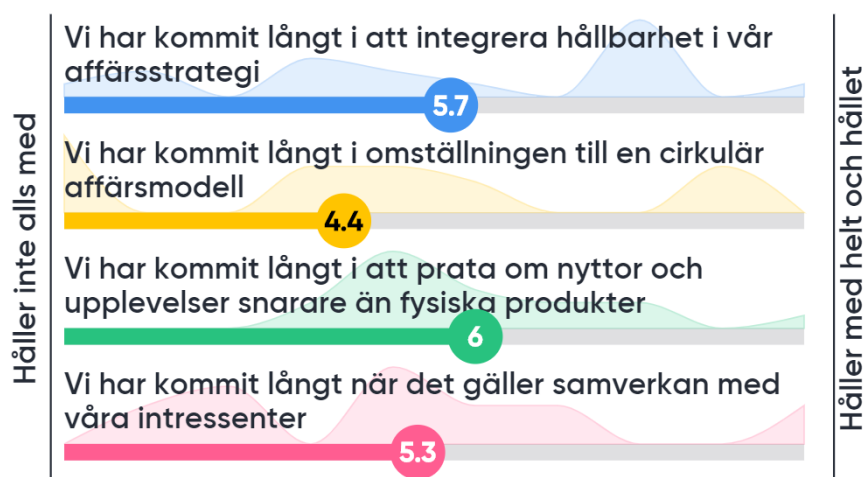 Håller inte alls med
Vi har kommit långt i att integrera hållbarhet i vår
affärsstrategi
5.7
Vi har kommit långt i omställningen till en cirkulär
affärsmodell
4.4
Vi har kommit långt i att prata om nyttor och
upplevelser snarare än fysiska produkter
6
Vi har kommit långt när det gäller samverkan med
våra intressenter
5.3
Håller med helt och hållet